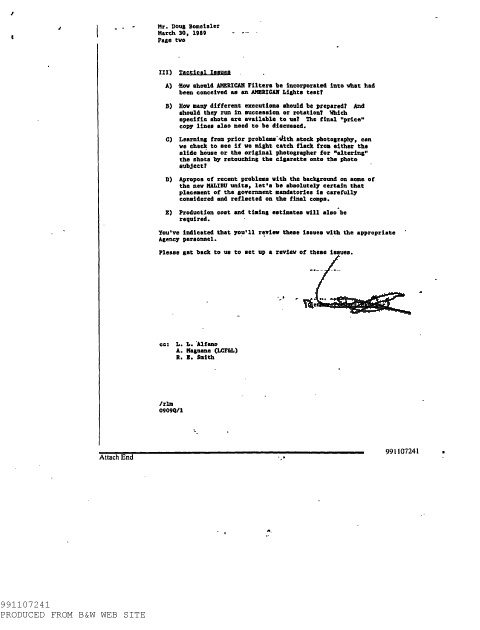 Mr. Doug Bomeisler
March 30, 1989
Page two
III) Tactical Issues
A) How should AMERICAN Filters be incorporated into what had
been conceived as an AMERICAN Lights test?
B) How many different executions should be prepared? And
should they run in succession or rotation? Which
specific shots are available to us? The final "price"
copy lines also need to be discussed.
C) Learning from prior problems with stock photography, can
we check to see if we might catch flack from either the
slide house or the original photographer for "altering"
the shots by retouching the cigarette onto the photo
subject?
D) Apropos of recent problems with the background on some of
the new MALIBU units, let's be absolutely certain that
placement of the government mandatories is carefully
considered and reflected on the final comps.
E) Production cost and timing estimates will also be
required.
You've indicated that you'll review these issues with the appropriate
Agency personnel.
Please get back to us to set up a review of these issues.
cc: L. L. Alfano
A. Magnane (LCF&L)
R. E. Smith
/rlm
0909Q/1
991107241
Attach End
991107241
PRODUCED FROM B&W WEB SITE